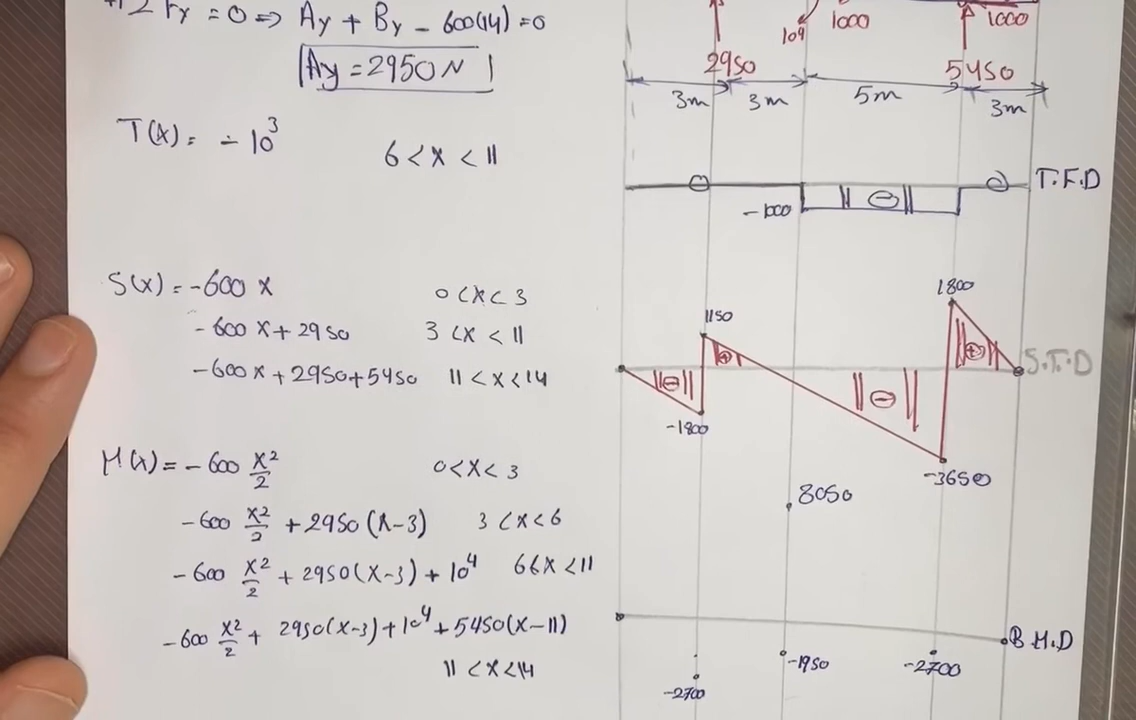 +↑Σ Fy = 0 ⇒ Ay + By - 600(14) = 0
Ay = 2950 N
T(x) = - 10³ 6 < x < 11
S(x) = -600 x 0 < x < 3
-600 x + 2950 3 < x < 11
-600 x + 2950 + 5450 11 < x < 14
M(x) = -600 x²/2 0 < x < 3
-600 x²/2 + 2950 (x-3) 3 < x < 6
-600 x²/2 + 2950 (x-3) + 10⁴ 6 < x < 11
-600 x²/2 + 2950 (x-3) + 10⁴ + 5450 (x-11)
11 < x < 14
10⁴ 1000 1000
2950 5450
3m 3m 5m 3m
T.F.D
-1000
1800
1150
S.T.D
-1800
-3650
8050
B.M.D
-1950 -2700
-2700